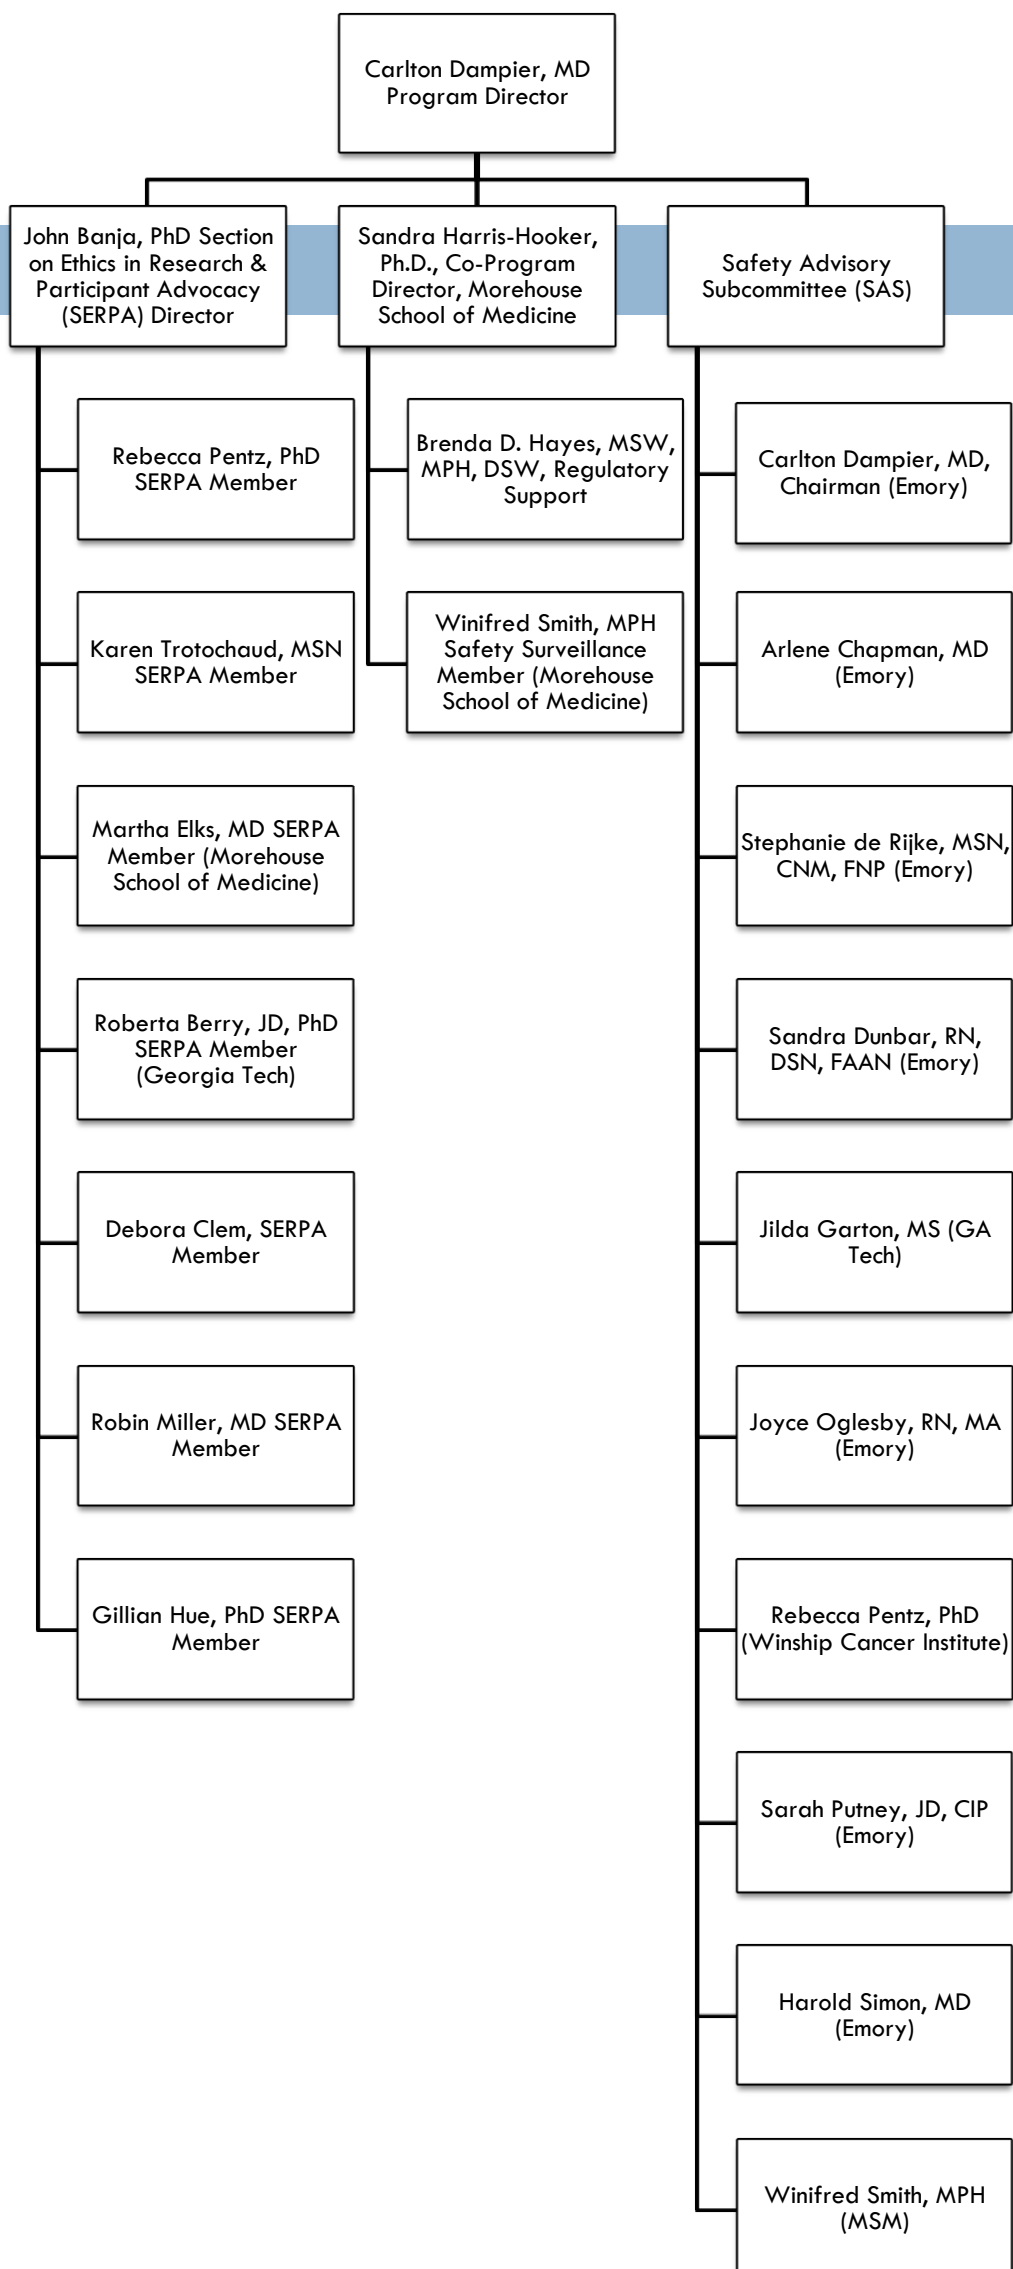 Carlton Dampier, MD
Program Director
John Banja, PhD Section
on Ethics in Research &
Participant Advocacy
(SERPA) Director
Sandra Harris-Hooker,
Ph.D., Co-Program
Director, Morehouse
School of Medicine
Safety Advisory
Subcommittee (SAS)
Rebecca Pentz, PhD
SERPA Member
Karen Trotochaud, MSN
SERPA Member
Martha Elks, MD SERPA
Member (Morehouse
School of Medicine)
Roberta Berry, JD, PhD
SERPA Member
(Georgia Tech)
Debora Clem, SERPA
Member
Robin Miller, MD SERPA
Member
Gillian Hue, PhD SERPA
Member
Brenda D. Hayes, MSW,
MPH, DSW, Regulatory
Support
Winifred Smith, MPH
Safety Surveillance
Member (Morehouse
School of Medicine)
Carlton Dampier, MD,
Chairman (Emory)
Arlene Chapman, MD
(Emory)
Stephanie de Rijke, MSN,
CNM, FNP (Emory)
Sandra Dunbar, RN,
DSN, FAAN (Emory)
Jilda Garton, MS (GA
Tech)
Joyce Oglesby, RN, MA
(Emory)
Rebecca Pentz, PhD
(Winship Cancer Institute)
Sarah Putney, JD, CIP
(Emory)
Harold Simon, MD
(Emory)
Winifred Smith, MPH
(MSM)